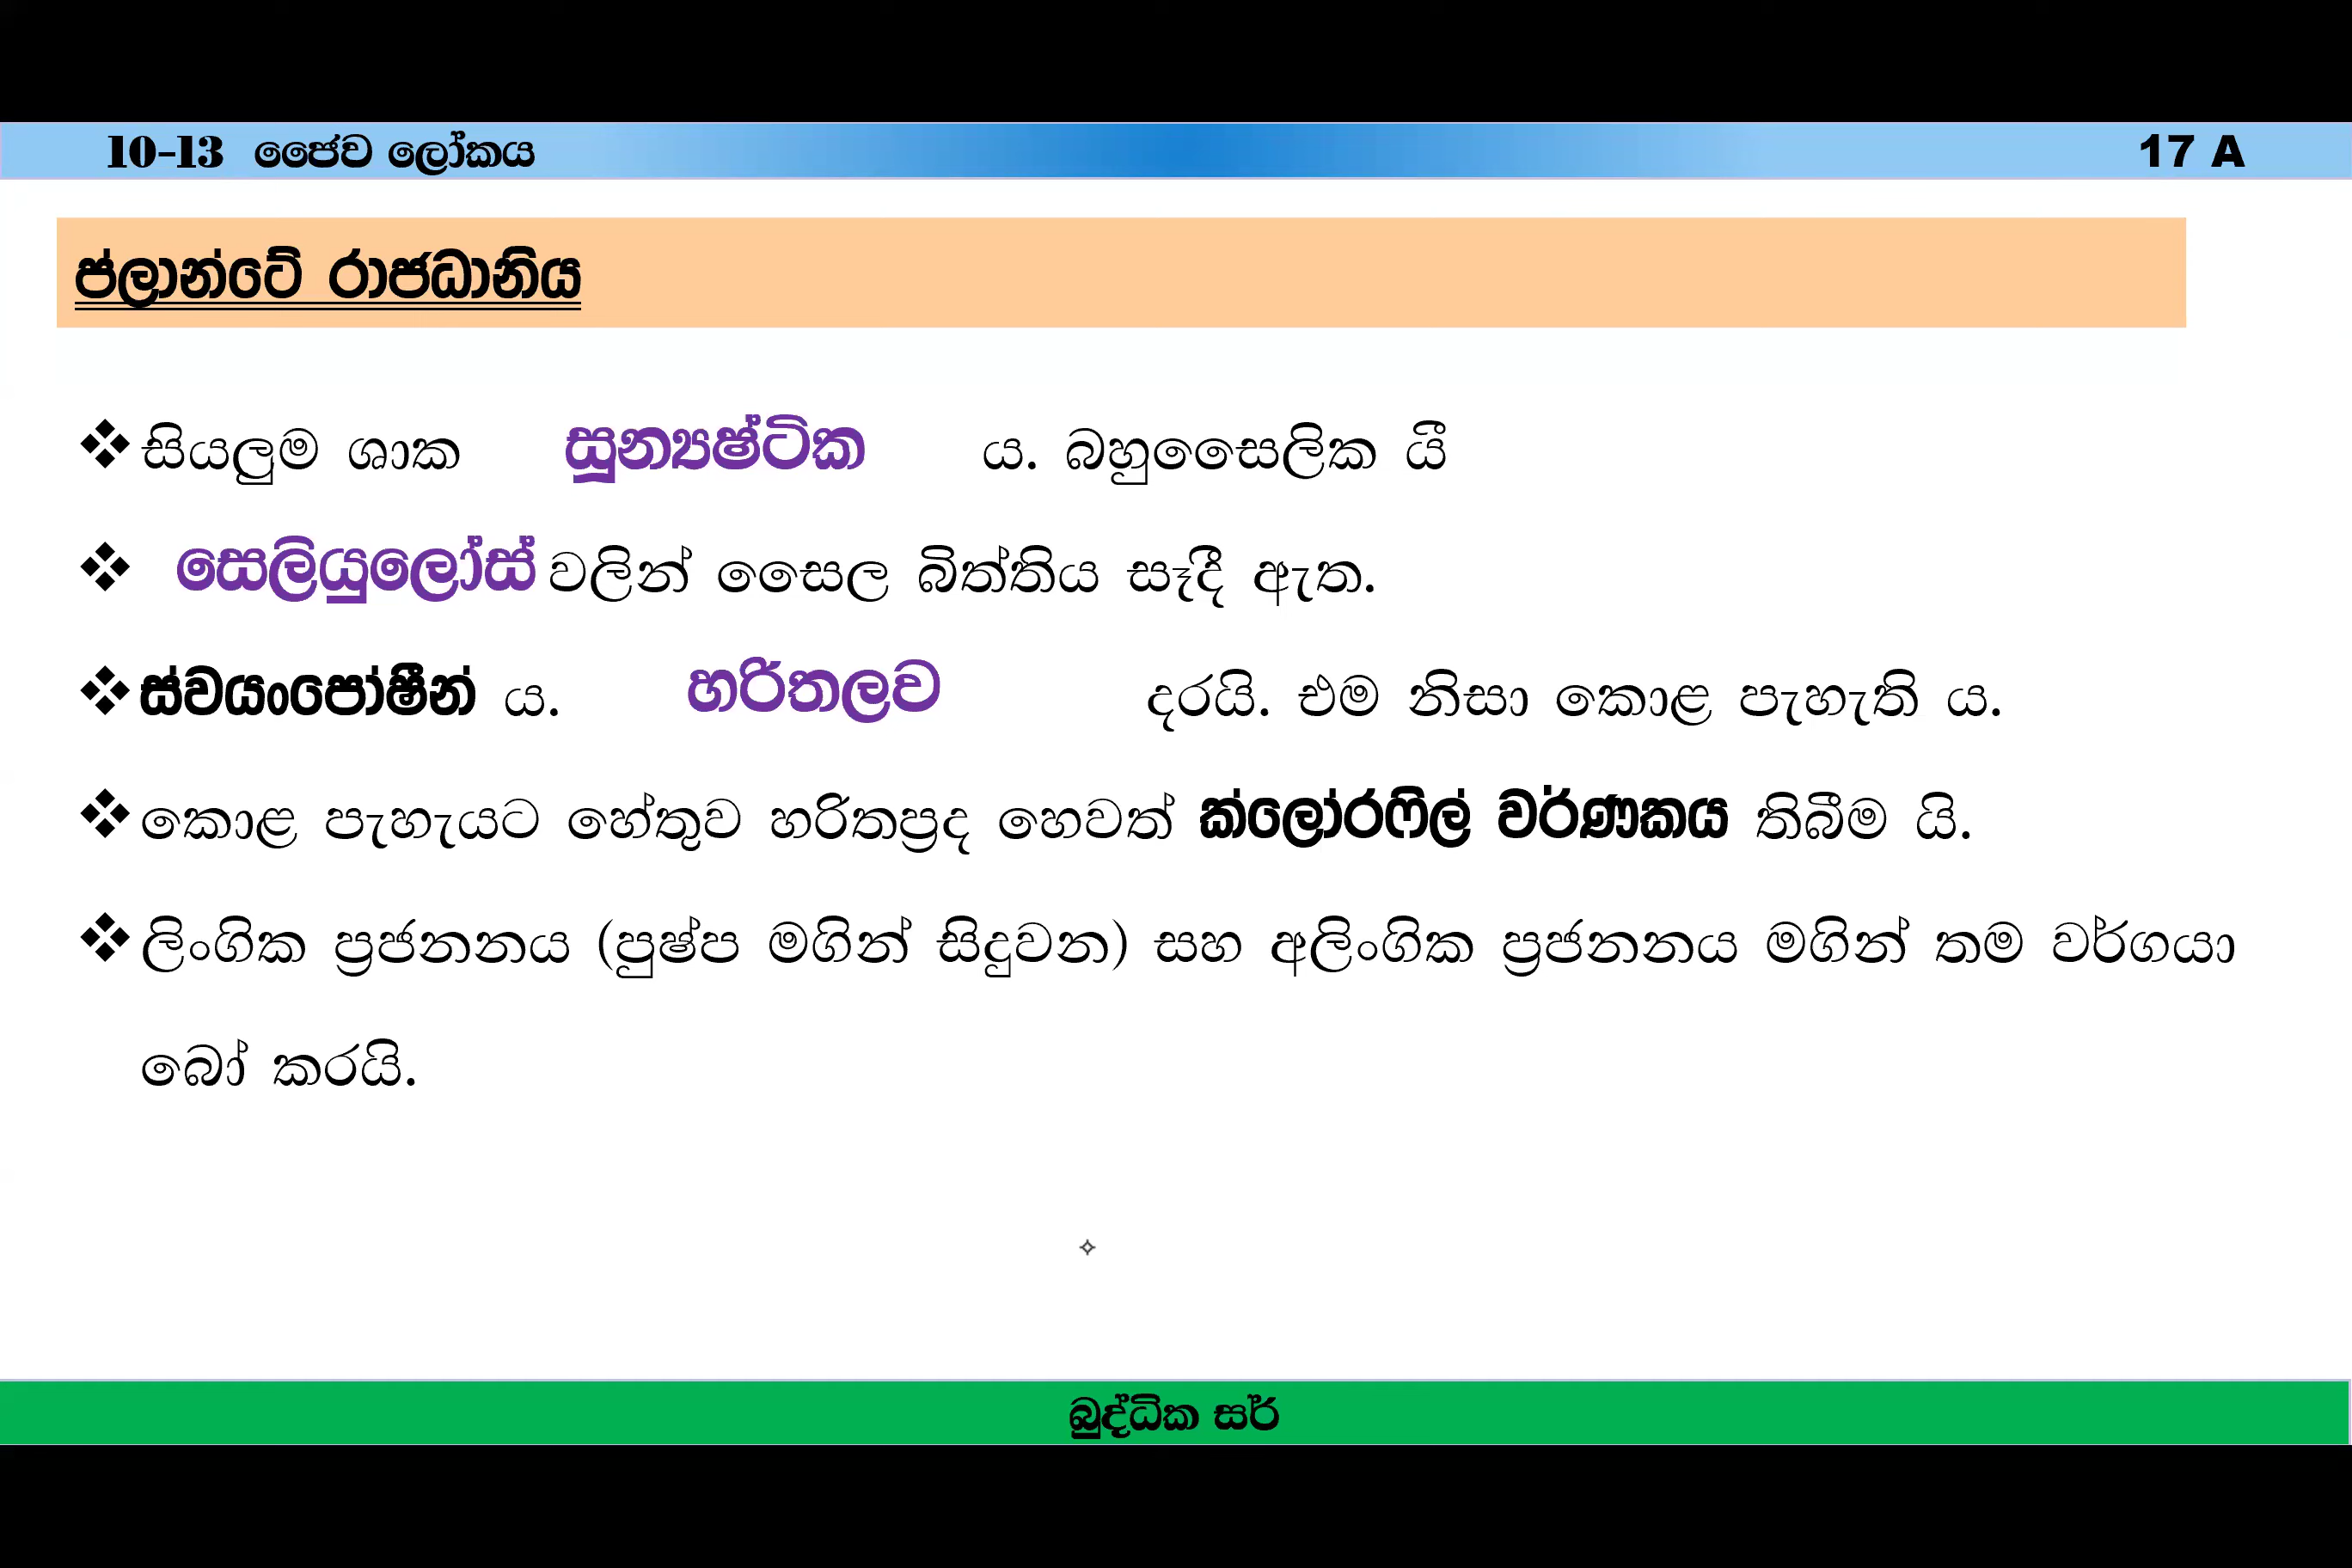 10-13 ජෛව ලෝකය
17 A
ප්ලාන්ටේ රාජධානිය
❖ සියලුම ශාක සූන්‍යෂ්ටික ය. බහුසෛලික යී
❖ සෙලියුලෝස් වලින් සෛල බිත්තිය සෑදී ඇත.
❖ ස්වයංපෝෂීන් ය. හරිතලව දරයි. එම නිසා කොළ පැහැති ය.
❖ කොළ පැහැයට හේතුව හරිතප්‍රද හෙවත් ක්ලෝරෆිල් වර්ණකය තිබීම යි.
❖ ලිංගික ප්‍රජනනය (පුෂ්ප මගින් සිදුවන) සහ අලිංගික ප්‍රජනනය මගින් තම වර්ගයා
බෝ කරයි.
බුද්ධික සර්